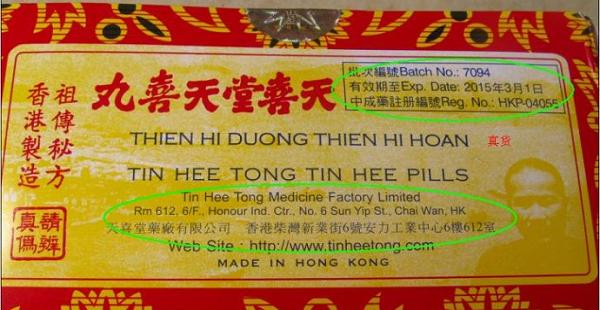 批次編號Batch No.: 7094
有效期至Exp. Date: 2015年3月1日
中成藥註冊編號Reg. No.: HKP-04055
丸喜天堂喜天
祖傳秘方
香港製造
THIEN HI DUONG THIEN HI HOAN
真货
TIN HEE TONG TIN HEE PILLS
Tin Hee Tong Medicine Factory Limited
Rm 612, 6/F., Honour Ind. Ctr., No. 6 Sun Yip St., Chai Wan, HK
天喜堂藥廠有限公司 香港柴灣新業街6號安力工業中心6樓612室
Web Site : http://www.tinheetong.com
MADE IN HONG KONG
請辨
真偽